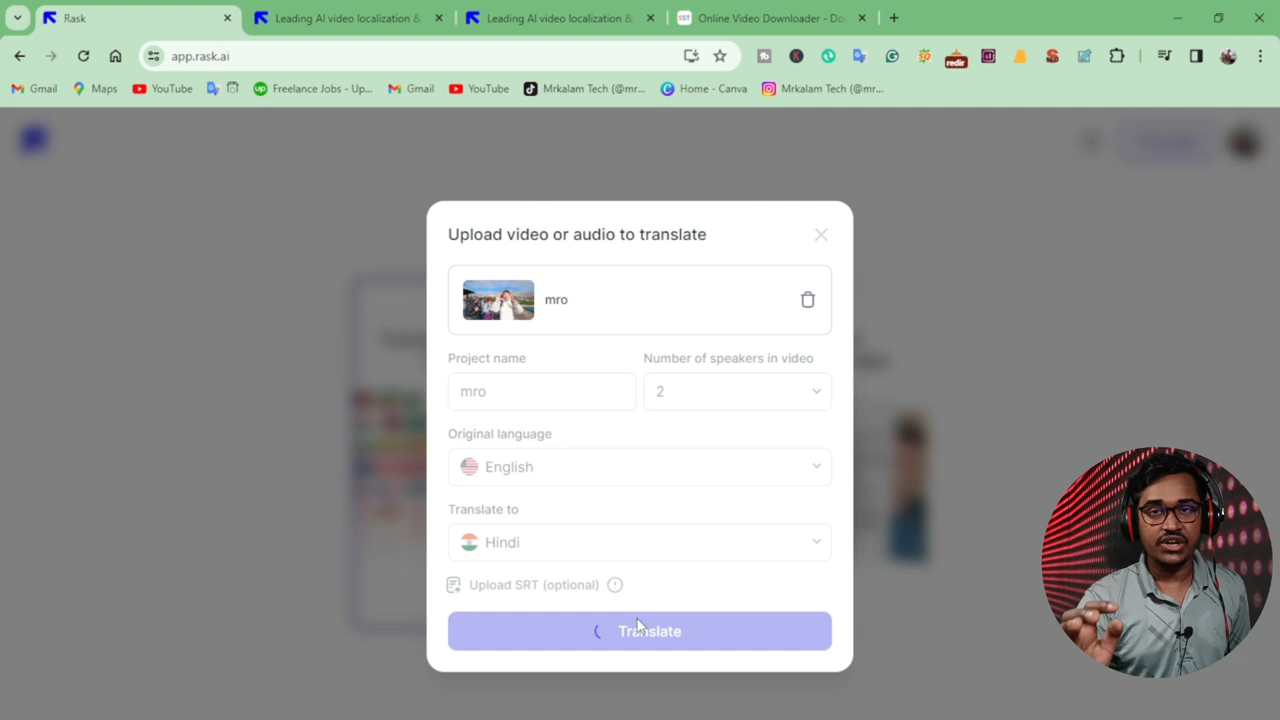 Rask
Leading AI video localization &
Leading AI video localization &
SST Online Video Downloader - Do
app.rask.ai
redir
Gmail
Maps
YouTube
Freelance Jobs - Up...
Gmail
YouTube
Mrkalam Tech (@mr...
Home - Canva
Mrkalam Tech (@mr...
Upload video or audio to translate
mro
Project name
Number of speakers in video
mro
2
Original language
English
Translate to
Hindi
Upload SRT (optional)
Translate